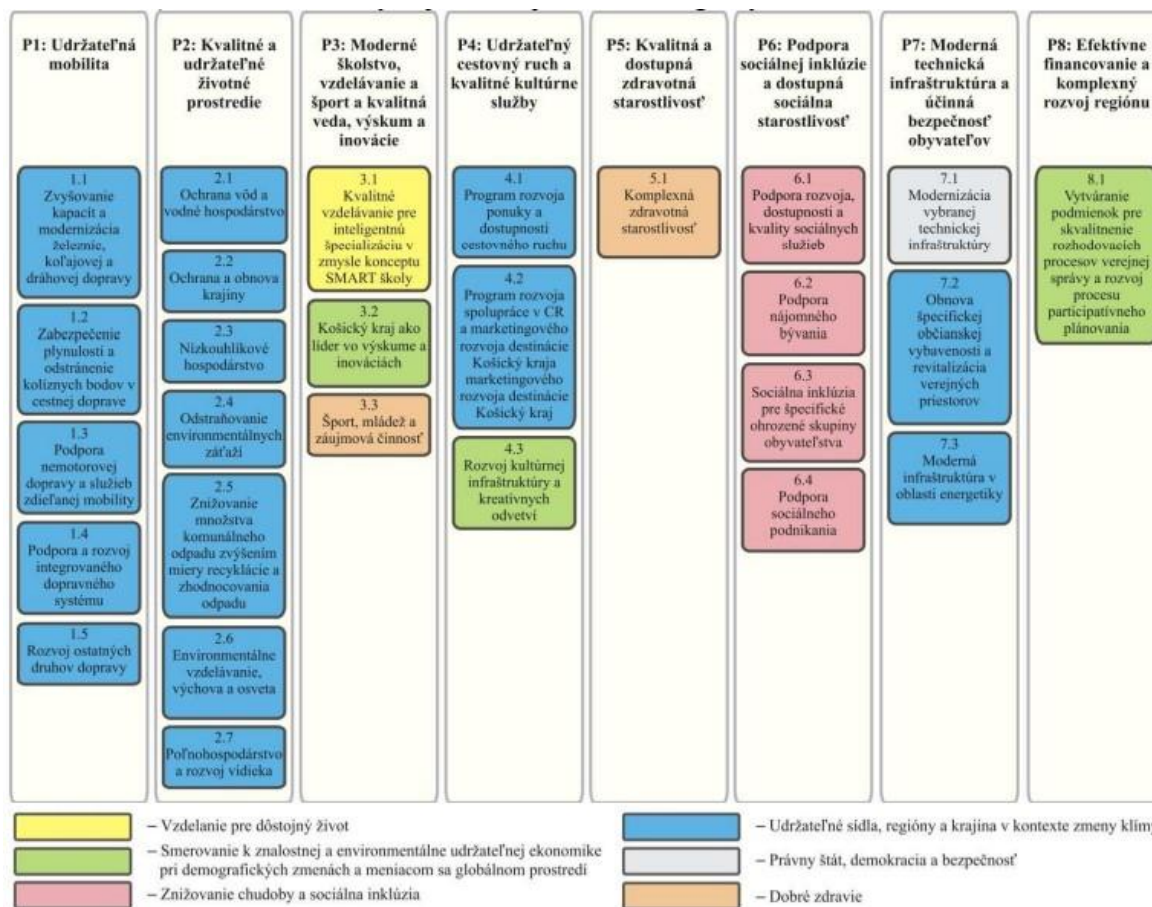 P1: Udržateľná
mobilita
1.1
Zvyšovanie
kapacít a
modernizácia
železníc,
koľajovej a
dráhovej dopravy
1.2
Zabezpečenie
plynulosti a
odstránenie
kolíznych bodov v
cestnej doprave
1.3
Podpora
nemotorovej
dopravy a služieb
zdieľanej mobility
1.4
Podpora a rozvoj
integrovaného
dopravného
systému
1.5
Rozvoj ostatných
druhov dopravy
P2: Kvalitné a
udržateľné
životné
prostredie
2.1
Ochrana vôd a
vodné hospodárstvo
2.2
Ochrana a obnova
krajiny
2.3
Nízkouhlíkové
hospodárstvo
2.4
Odstraňovanie
environmentálnych
záťaží
2.5
Znižovanie
množstva
komunálneho
odpadu zvýšením
miery recyklácie a
zhodnocovania
odpadu
2.6
Environmentálne
vzdelávanie,
výchova a osveta
2.7
Poľnohospodárstvo
a rozvoj vidieka
P3: Moderné
školstvo,
vzdelávanie a
šport a kvalitná
veda, výskum a
inovácie
3.1
Kvalitné
vzdelávanie pre
inteligentnú
špecializáciu v
zmysle konceptu
SMART školy
3.2
Košický kraj ako
líder vo výskume a
inováciách
3.3
Šport, mládež a
záujmová činnosť
P4: Udržateľný
cestovný ruch a
kvalitné kultúrne
služby
4.1
Program rozvoja
ponuky a
dostupnosti
cestovného ruchu
4.2
Program rozvoja
spolupráce v CR
a marketingového
rozvoja destinácie
Košický kraja
marketingového
rozvoja destinácie
Košický kraj
4.3
Rozvoj kultúrnej
infraštruktúry a
kreatívnych
odvetví
P5: Kvalitná a
dostupná
zdravotná
starostlivosť
5.1
Komplexná
zdravotná
starostlivosť
P6: Podpora
sociálnej inklúzie
a dostupná
sociálna
starostlivosť
6.1
Podpora rozvoja,
dostupnosti a
kvality sociálnych
služieb
6.2
Podpora
nájomného
bývania
6.3
Sociálna inklúzia
pre špecifické
ohrozené skupiny
obyvateľstva
6.4
Podpora
sociálneho
podnikania
P7: Moderná
technická
infraštruktúra a
účinná
bezpečnosť
obyvateľov
7.1
Modernizácia
vybranej
technickej
infraštruktúry
7.2
Obnova
špecifickej
občianskej
vybavenosti a
revitalizácia
verejných
priestorov
7.3
Moderná
infraštruktúra v
oblasti energetiky
P8: Efektívne
financovanie a
komplexný
rozvoj regiónu
8.1
Vytváranie
podmienok pre
skvalitnenie
rozhodovacích
procesov verejnej
správy a rozvoj
procesu
participatívneho
plánovania
– Vzdelanie pre dôstojný život
– Smerovanie k znalostnej a environmentálne udržateľnej ekonomike
pri demografických zmenách a meniacom sa globálnom prostredí
– Znižovanie chudoby a sociálna inklúzia
– Udržateľné sídla, regióny a krajina v kontexte zmeny klímy
– Právny štát, demokracia a bezpečnosť
– Dobré zdravie